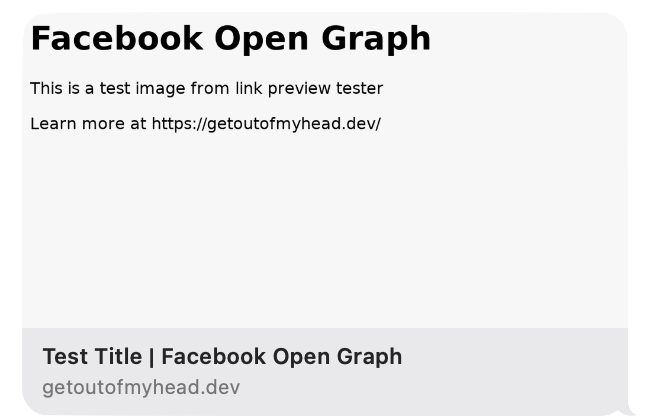 Facebook Open Graph
This is a test image from link preview tester
Learn more at https://getoutofmyhead.dev/
Test Title | Facebook Open Graph
getoutofmyhead.dev